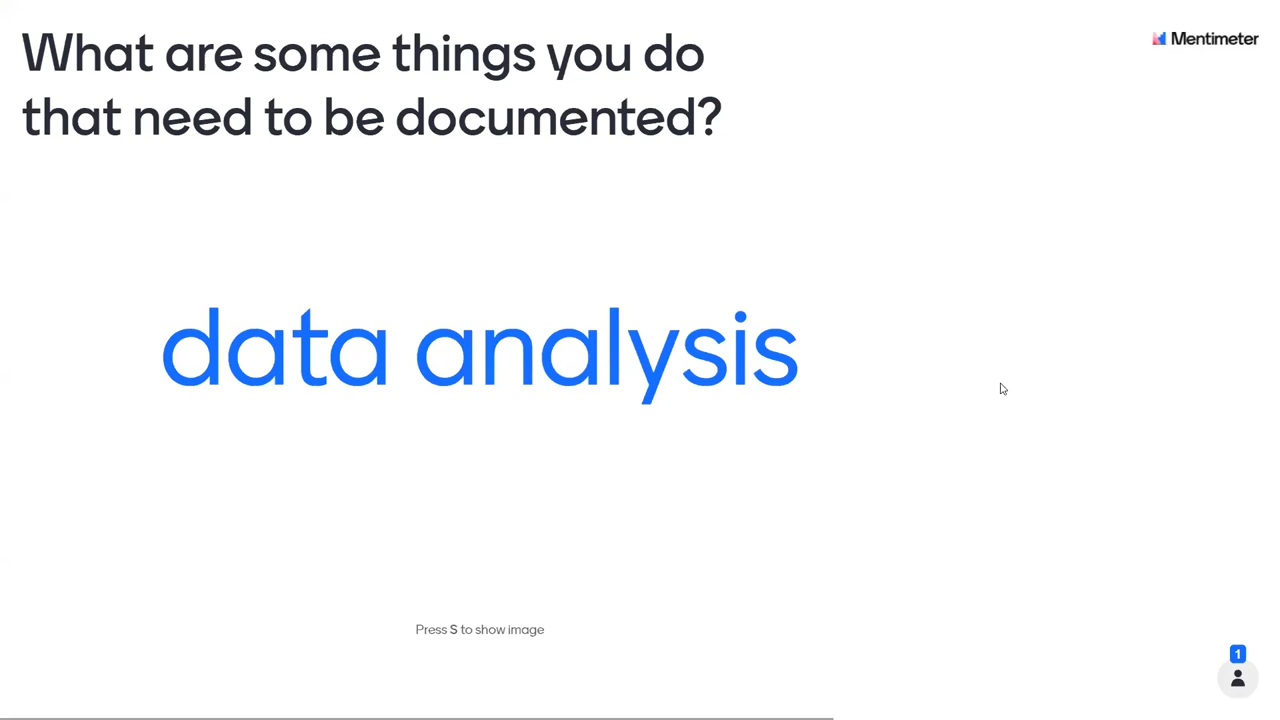 What are some things you do
that need to be documented?
Mentimeter
data analysis
Press S to show image
1